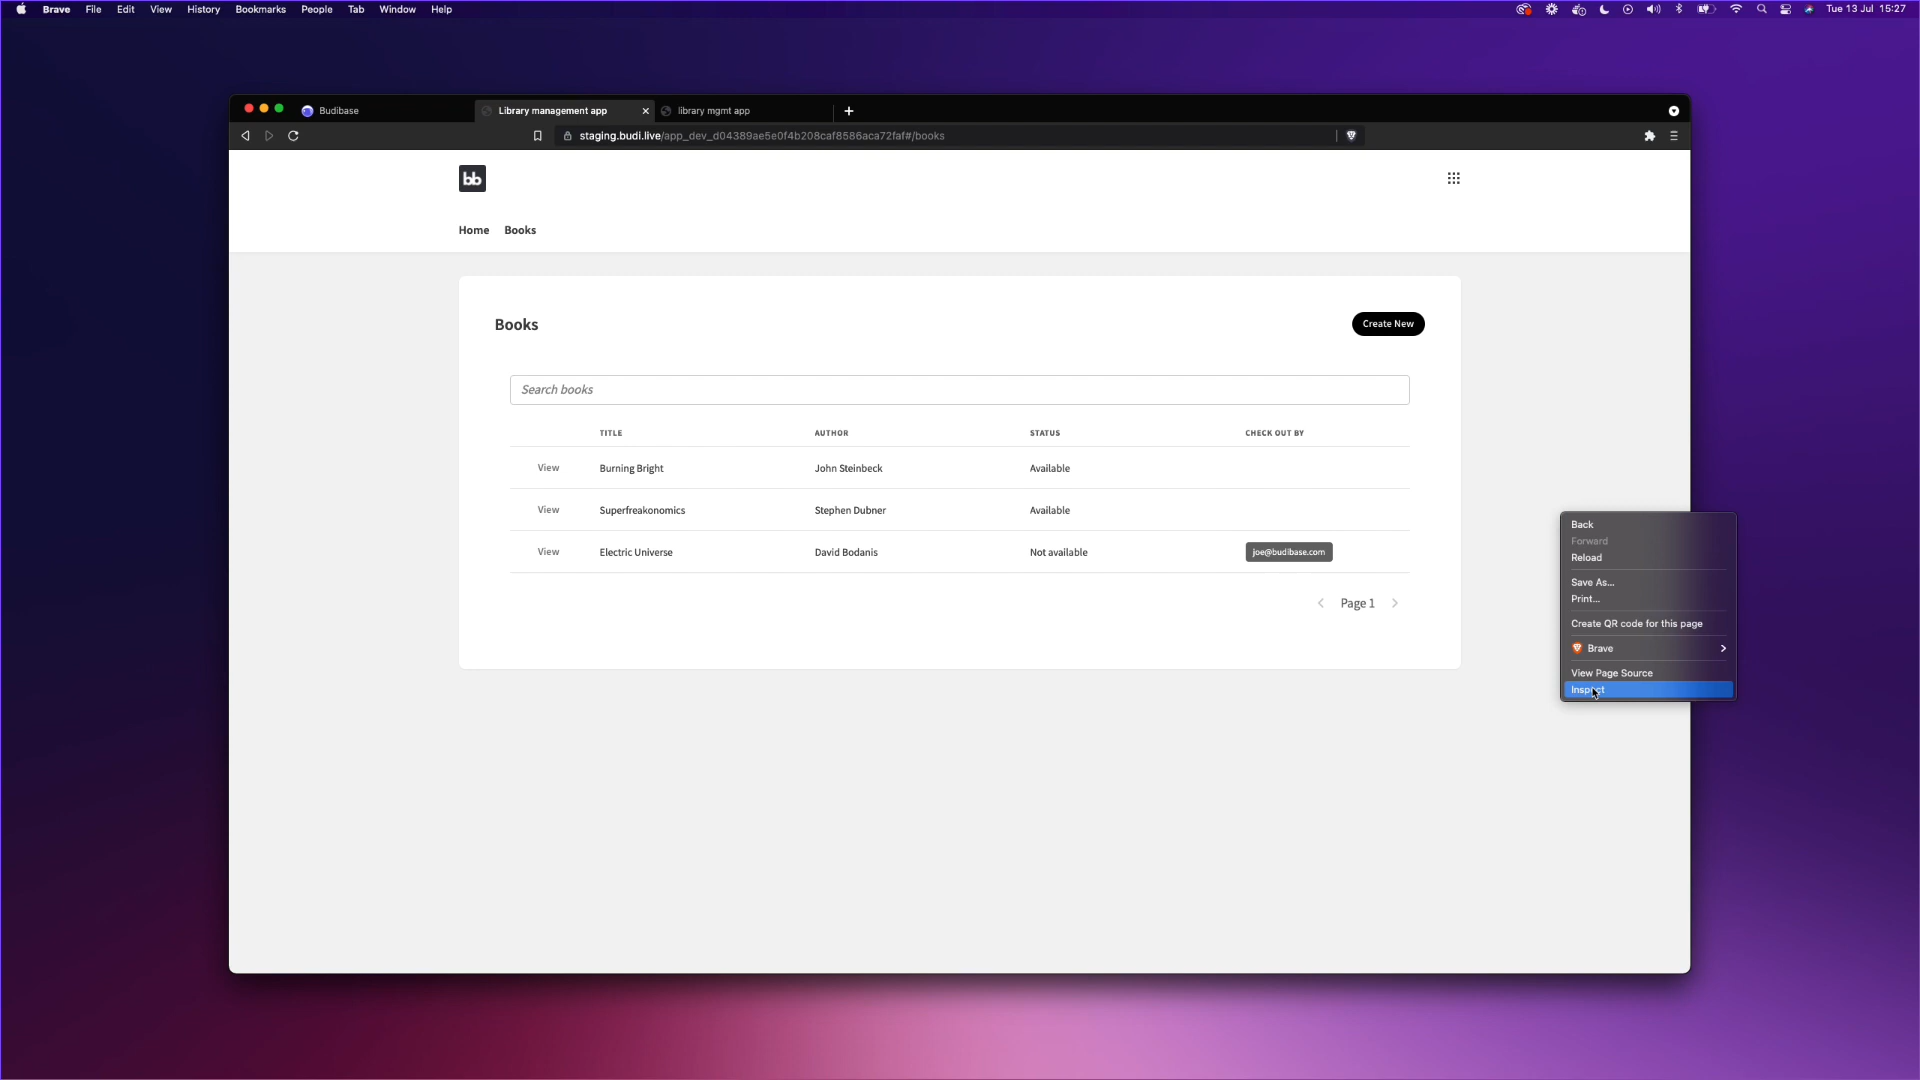 Brave File Edit View History Bookmarks People Tab Window Help Tue 13 Jul 15:27
Budibase Library management app library mgmt app
staging.budi.live/app_dev_d04389ae5e0f4b208caf8586aca72faf#/books
bb
Home Books
Books Create New
Search books
TITLE AUTHOR STATUS CHECK OUT BY
View Burning Bright John Steinbeck Available
View Superfreakonomics Stephen Dubner Available
View Electric Universe David Bodanis Not available joe@budibase.com
Page 1
Back
Forward
Reload
Save As...
Print...
Create QR code for this page
Brave
View Page Source
Inspect